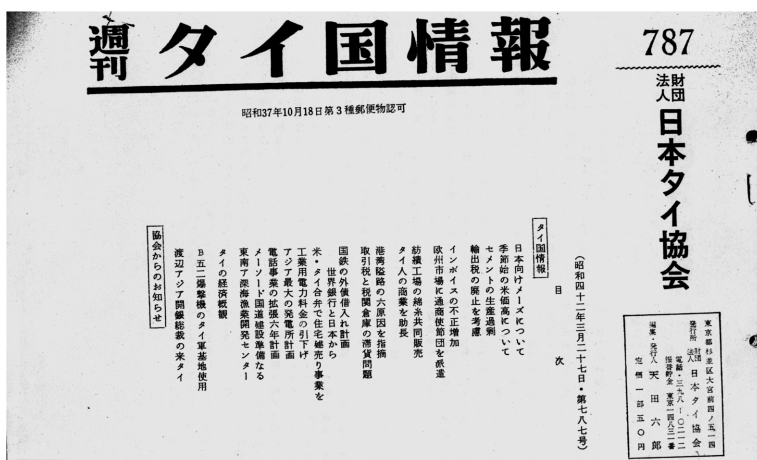 週刊 タイ国情報
787
財団法人 日本タイ協会
昭和37年10月18日第3種郵便物認可
東京都杉並区大宮前四ノ五一四
発行所 財団法人 日本タイ協会
電話・三九八―〇二一二
振替貯金 東京一四八三一番
編集・発行人 天田六郎
定価一部五〇円
(昭和四十二年三月二十七日・第七八七号)
目次
タイ国情報
日本向けメーズについて
季節始の米価高について
セメントの生産過剰
輸出税の廃止を考慮
インボイスの不正増加
欧州市場に通商使節団を派遣
紡績工場の綿糸共同販売
タイ人の商業を助長
港湾隘路の六原因を指摘
取引税と税関倉庫の滞貨問題
国鉄の外債借入れ計画
世界銀行と日本から
米・タイ合弁で住宅建売り事業を
工業用電力料金の引下げ
アジア最大の発電所計画
電話事業の拡張六年計画
メーソード国道建設準備なる
東南ア深海漁業開発センター
タイの経済概観
B五二爆撃機のタイ軍基地使用
渡辺アジア開銀総裁の来タイ
協会からのお知らせ